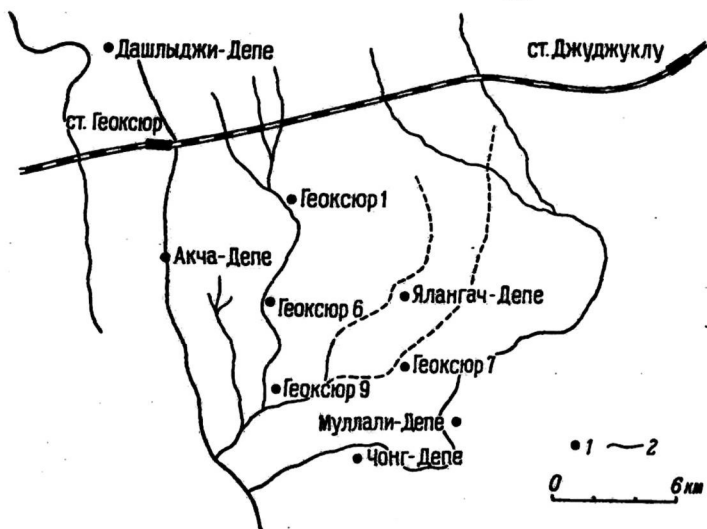 Дашлыджи-Депе
ст. Джуджуклу
ст. Геоксюр
Геоксюр 1
Акча-Депе
Геоксюр 6
Ялангач-Депе
Геоксюр 7
Геоксюр 9
Муллали-Депе
Чонг-Депе
1 2
0 6 км